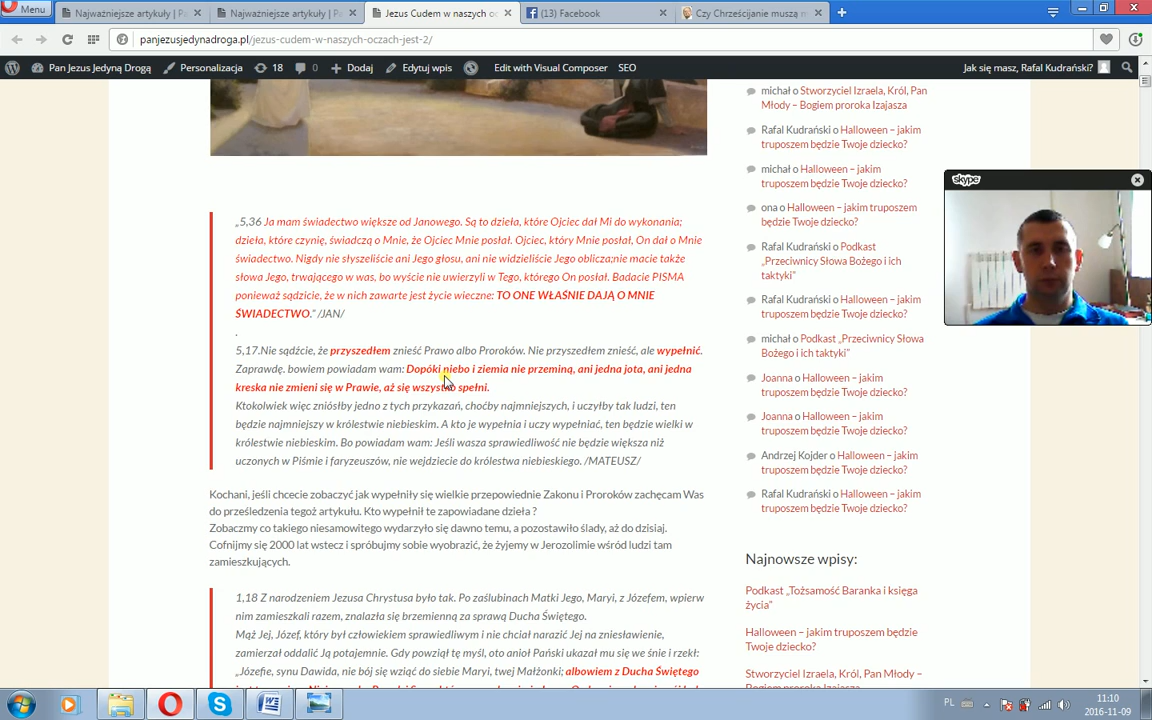 Menu
Najważniejsze artykuły | Pa
Najważniejsze artykuły | Pa
Jezus Cudem w naszych oc
(13) Facebook
Czy Chrześcijanie muszą m
panjezusjedynadroga.pl/jezus-cudem-w-naszych-oczach-jest-2/
Pan Jezus Jedyną Drogą
Personalizacja
18
0
Dodaj
Edytuj wpis
Edit with Visual Composer
SEO
Jak się masz, Rafal Kudrański?
„5,36 Ja mam świadectwo większe od Janowego. Są to dzieła, które Ojciec dał Mi do wykonania;
dzieła, które czynię, świadczą o Mnie, że Ojciec Mnie posłał. Ojciec, który Mnie posłał, On dał o Mnie
świadectwo. Nigdy nie słyszeliście ani Jego głosu, ani nie widzieliście Jego oblicza;nie macie także
słowa Jego, trwającego w was, bo wyście nie uwierzyli w Tego, którego On posłał. Badacie PISMA
ponieważ sądzicie, że w nich zawarte jest życie wieczne: TO ONE WŁAŚNIE DAJĄ O MNIE
ŚWIADECTWO.” /JAN/
.
5,17.Nie sądźcie, że przyszedłem znieść Prawo albo Proroków. Nie przyszedłem znieść, ale wypełnić.
Zaprawdę. bowiem powiadam wam: Dopóki niebo i ziemia nie przeminą, ani jedna jota, ani jedna
kreska nie zmieni się w Prawie, aż się wszystko spełni.
Ktokolwiek więc zniósłby jedno z tych przykazań, choćby najmniejszych, i uczyłby tak ludzi, ten
będzie najmniejszy w królestwie niebieskim. A kto je wypełnia i uczy wypełniać, ten będzie wielki w
królestwie niebieskim. Bo powiadam wam: Jeśli wasza sprawiedliwość nie będzie większa niż
uczonych w Piśmie i faryzeuszów, nie wejdziecie do królestwa niebieskiego. /MATEUSZ/
Kochani, jeśli chcecie zobaczyć jak wypełniły się wielkie przepowiednie Zakonu i Proroków zachęcam Was
do prześledzenia tegoż artykułu. Kto wypełnił te zapowiadane dzieła ?
Zobaczmy co takiego niesamowitego wydarzyło się dawno temu, a pozostawiło ślady, aż do dzisiaj.
Cofnijmy się 2000 lat wstecz i spróbujmy sobie wyobrazić, że żyjemy w Jerozolimie wśród ludzi tam
zamieszkujących.
1,18 Z narodzeniem Jezusa Chrystusa było tak. Po zaślubinach Matki Jego, Maryi, z Józefem, wpierw
nim zamieszkali razem, znalazła się brzemienną za sprawą Ducha Świętego.
Mąż Jej, Józef, który był człowiekiem sprawiedliwym i nie chciał narazić Jej na zniesławienie,
zamierzał oddalić Ją potajemnie. Gdy powziął tę myśl, oto anioł Pański ukazał mu się we śnie i rzekł:
„Józefie, synu Dawida, nie bój się wziąć do siebie Maryi, twej Małżonki; albowiem z Ducha Świętego
michał o Stworzyciel Izraela, Król, Pan
Młody – Bogiem proroka Izajasza
Rafal Kudrański o Halloween – jakim
truposzem będzie Twoje dziecko?
michał o Halloween – jakim
truposzem będzie Twoje dziecko?
ona o Halloween – jakim truposzem
będzie Twoje dziecko?
Rafal Kudrański o Podkast
„Przeciwnicy Słowa Bożego i ich
taktyki”
Rafal Kudrański o Halloween – jakim
truposzem będzie Twoje dziecko?
michał o Podkast „Przeciwnicy Słowa
Bożego i ich taktyki”
Joanna o Halloween – jakim
truposzem będzie Twoje dziecko?
Joanna o Halloween – jakim
truposzem będzie Twoje dziecko?
Andrzej Kojder o Halloween – jakim
truposzem będzie Twoje dziecko?
Rafal Kudrański o Halloween – jakim
truposzem będzie Twoje dziecko?
Najnowsze wpisy:
Podkast „Tożsamość Baranka i księga
życia”
Halloween – jakim truposzem będzie
Twoje dziecko?
Stworzyciel Izraela, Król, Pan Młody –
Bogiem proroka Izajasza
skype
PL
11:10
2016-11-09